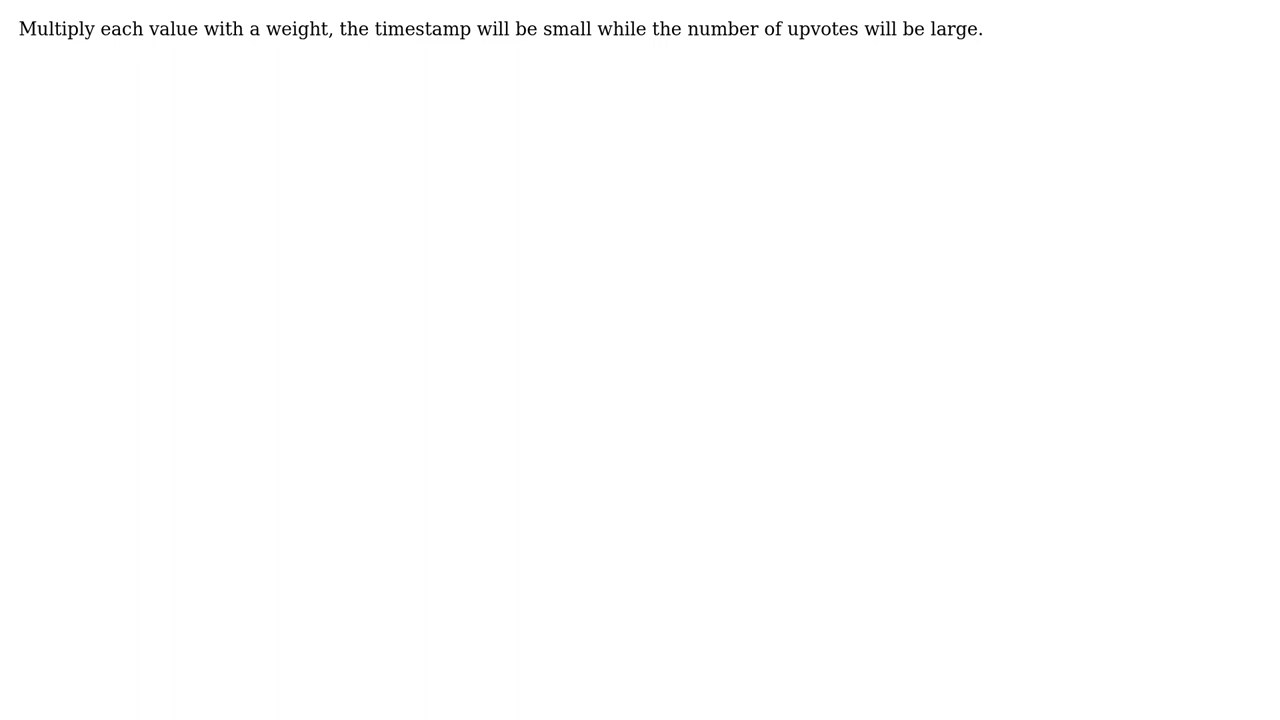 Multiply each value with a weight, the timestamp will be small while the number of upvotes will be large.